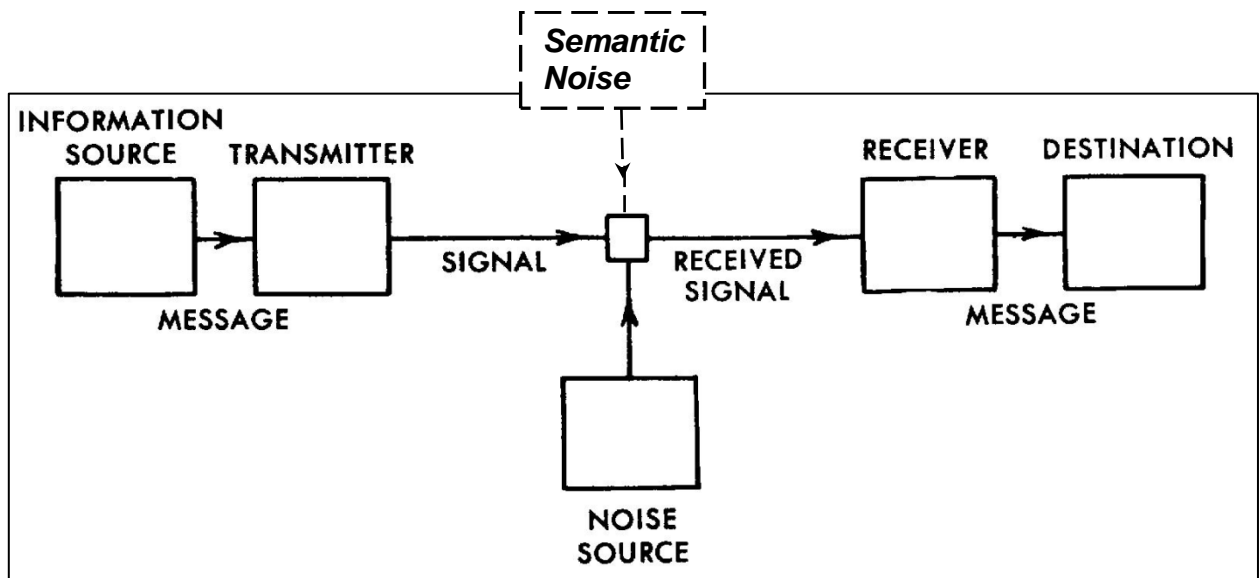 Semantic
Noise
INFORMATION
SOURCE
TRANSMITTER
RECEIVER
DESTINATION
SIGNAL
RECEIVED
SIGNAL
MESSAGE
MESSAGE
NOISE
SOURCE